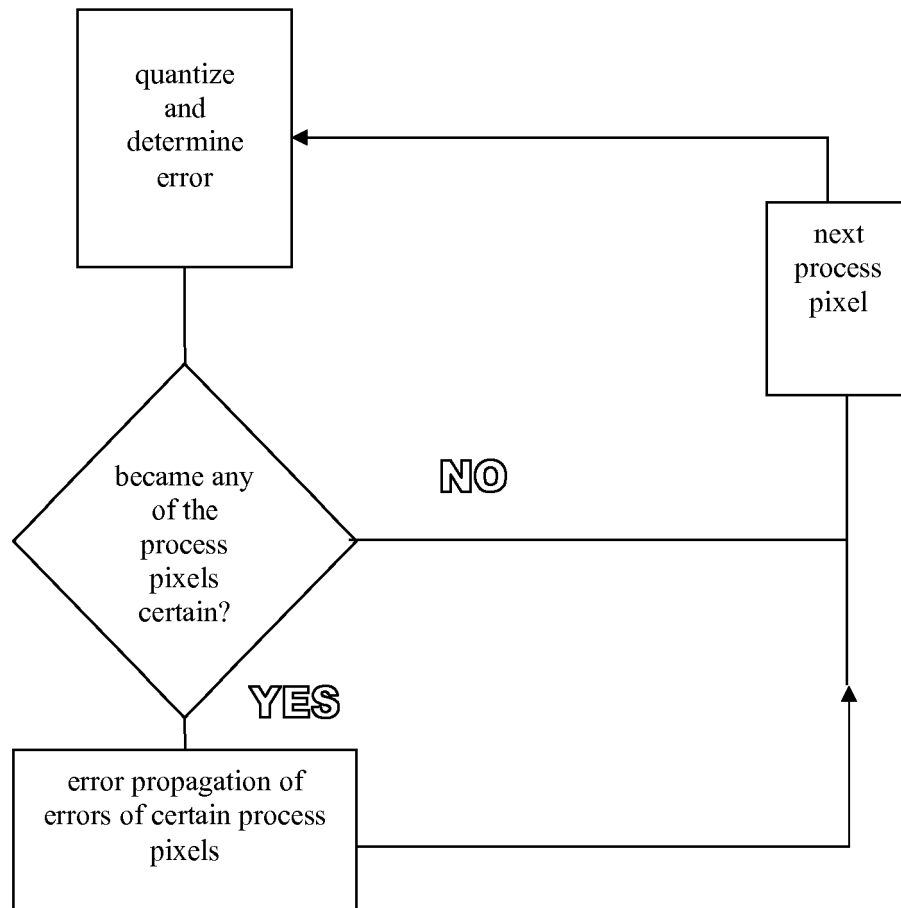 quantize
and
determine
error
next
process
pixel
became any
of the
process
pixels
certain?
NO
YES
error propagation of
errors of certain process
pixels